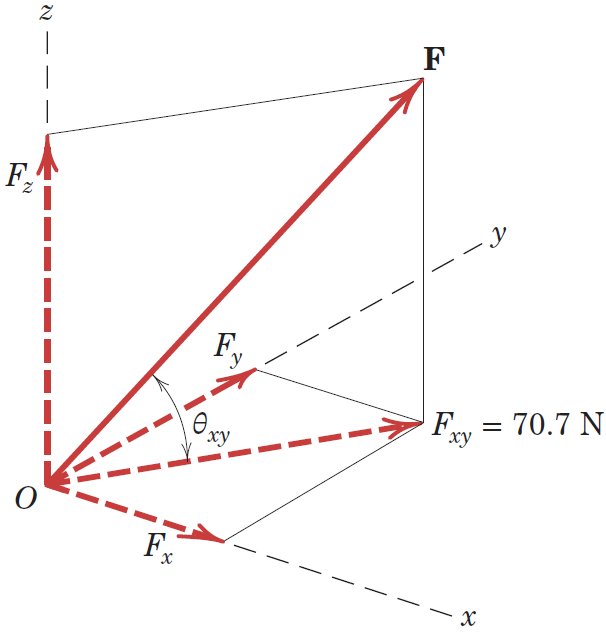 z
F
F_z
y
F_y
θ_xy
F_xy = 70.7 N
O
F_x
x